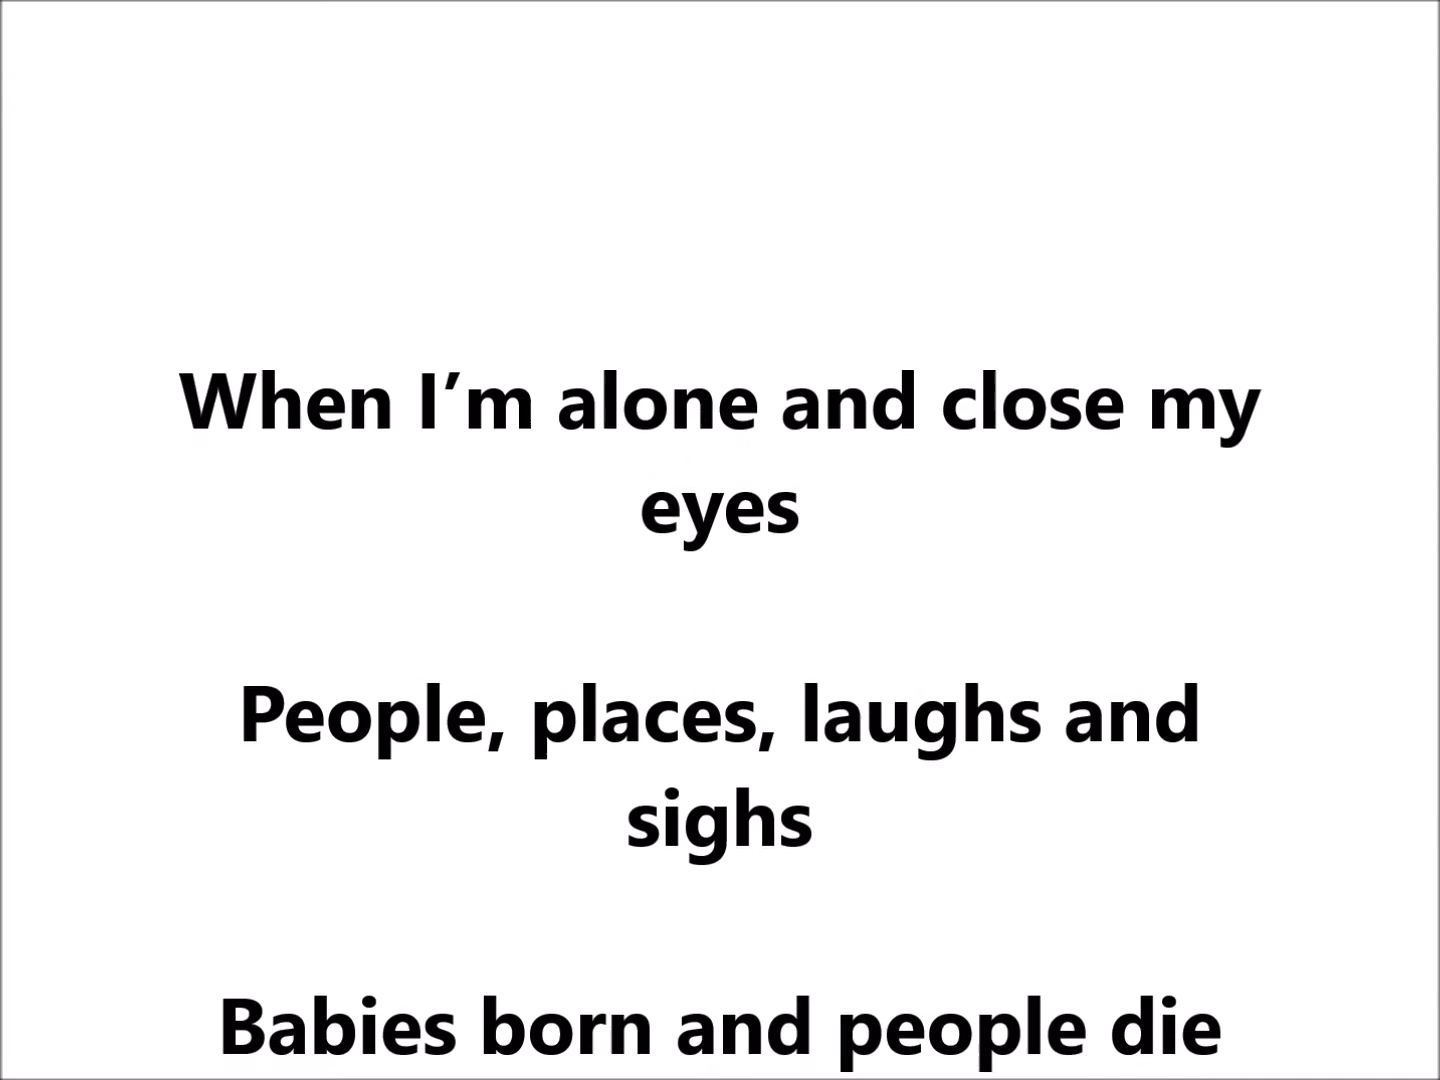 When I’m alone and close my
eyes
People, places, laughs and
sighs
Babies born and people die